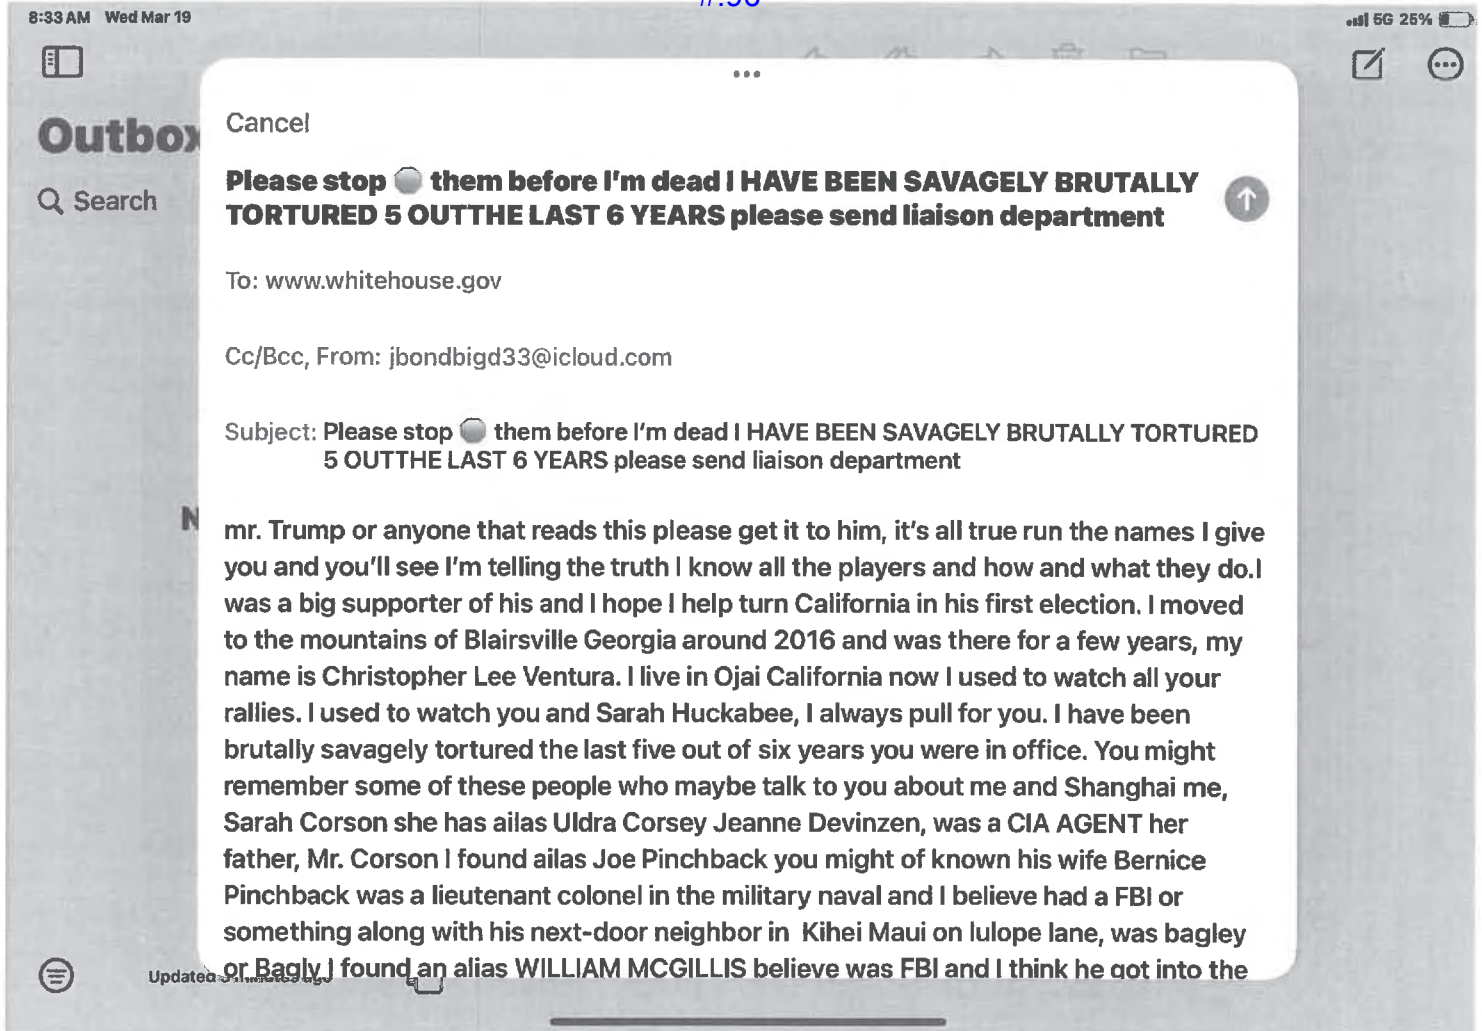 #:96
8:33 AM Wed Mar 19
5G 25%
Cancel
Outbox
Please stop 🛑 them before I'm dead I HAVE BEEN SAVAGELY BRUTALLY
TORTURED 5 OUTTHE LAST 6 YEARS please send liaison department
Search
To: www.whitehouse.gov
Cc/Bcc, From: jbondbigd33@icloud.com
Subject: Please stop 🛑 them before I'm dead I HAVE BEEN SAVAGELY BRUTALLY TORTURED
5 OUTTHE LAST 6 YEARS please send liaison department
N
mr. Trump or anyone that reads this please get it to him, it's all true run the names I give
you and you'll see I'm telling the truth I know all the players and how and what they do.I
was a big supporter of his and I hope I help turn California in his first election. I moved
to the mountains of Blairsville Georgia around 2016 and was there for a few years, my
name is Christopher Lee Ventura. I live in Ojai California now I used to watch all your
rallies. I used to watch you and Sarah Huckabee, I always pull for you. I have been
brutally savagely tortured the last five out of six years you were in office. You might
remember some of these people who maybe talk to you about me and Shanghai me,
Sarah Corson she has ailas Uldra Corsey Jeanne Devinzen, was a CIA AGENT her
father, Mr. Corson I found ailas Joe Pinchback you might of known his wife Bernice
Pinchback was a lieutenant colonel in the military naval and I believe had a FBI or
something along with his next-door neighbor in Kihei Maui on Iulope lane, was bagley
or Bagly I found an alias WILLIAM MCGILLIS believe was FBI and I think he got into the
Updated